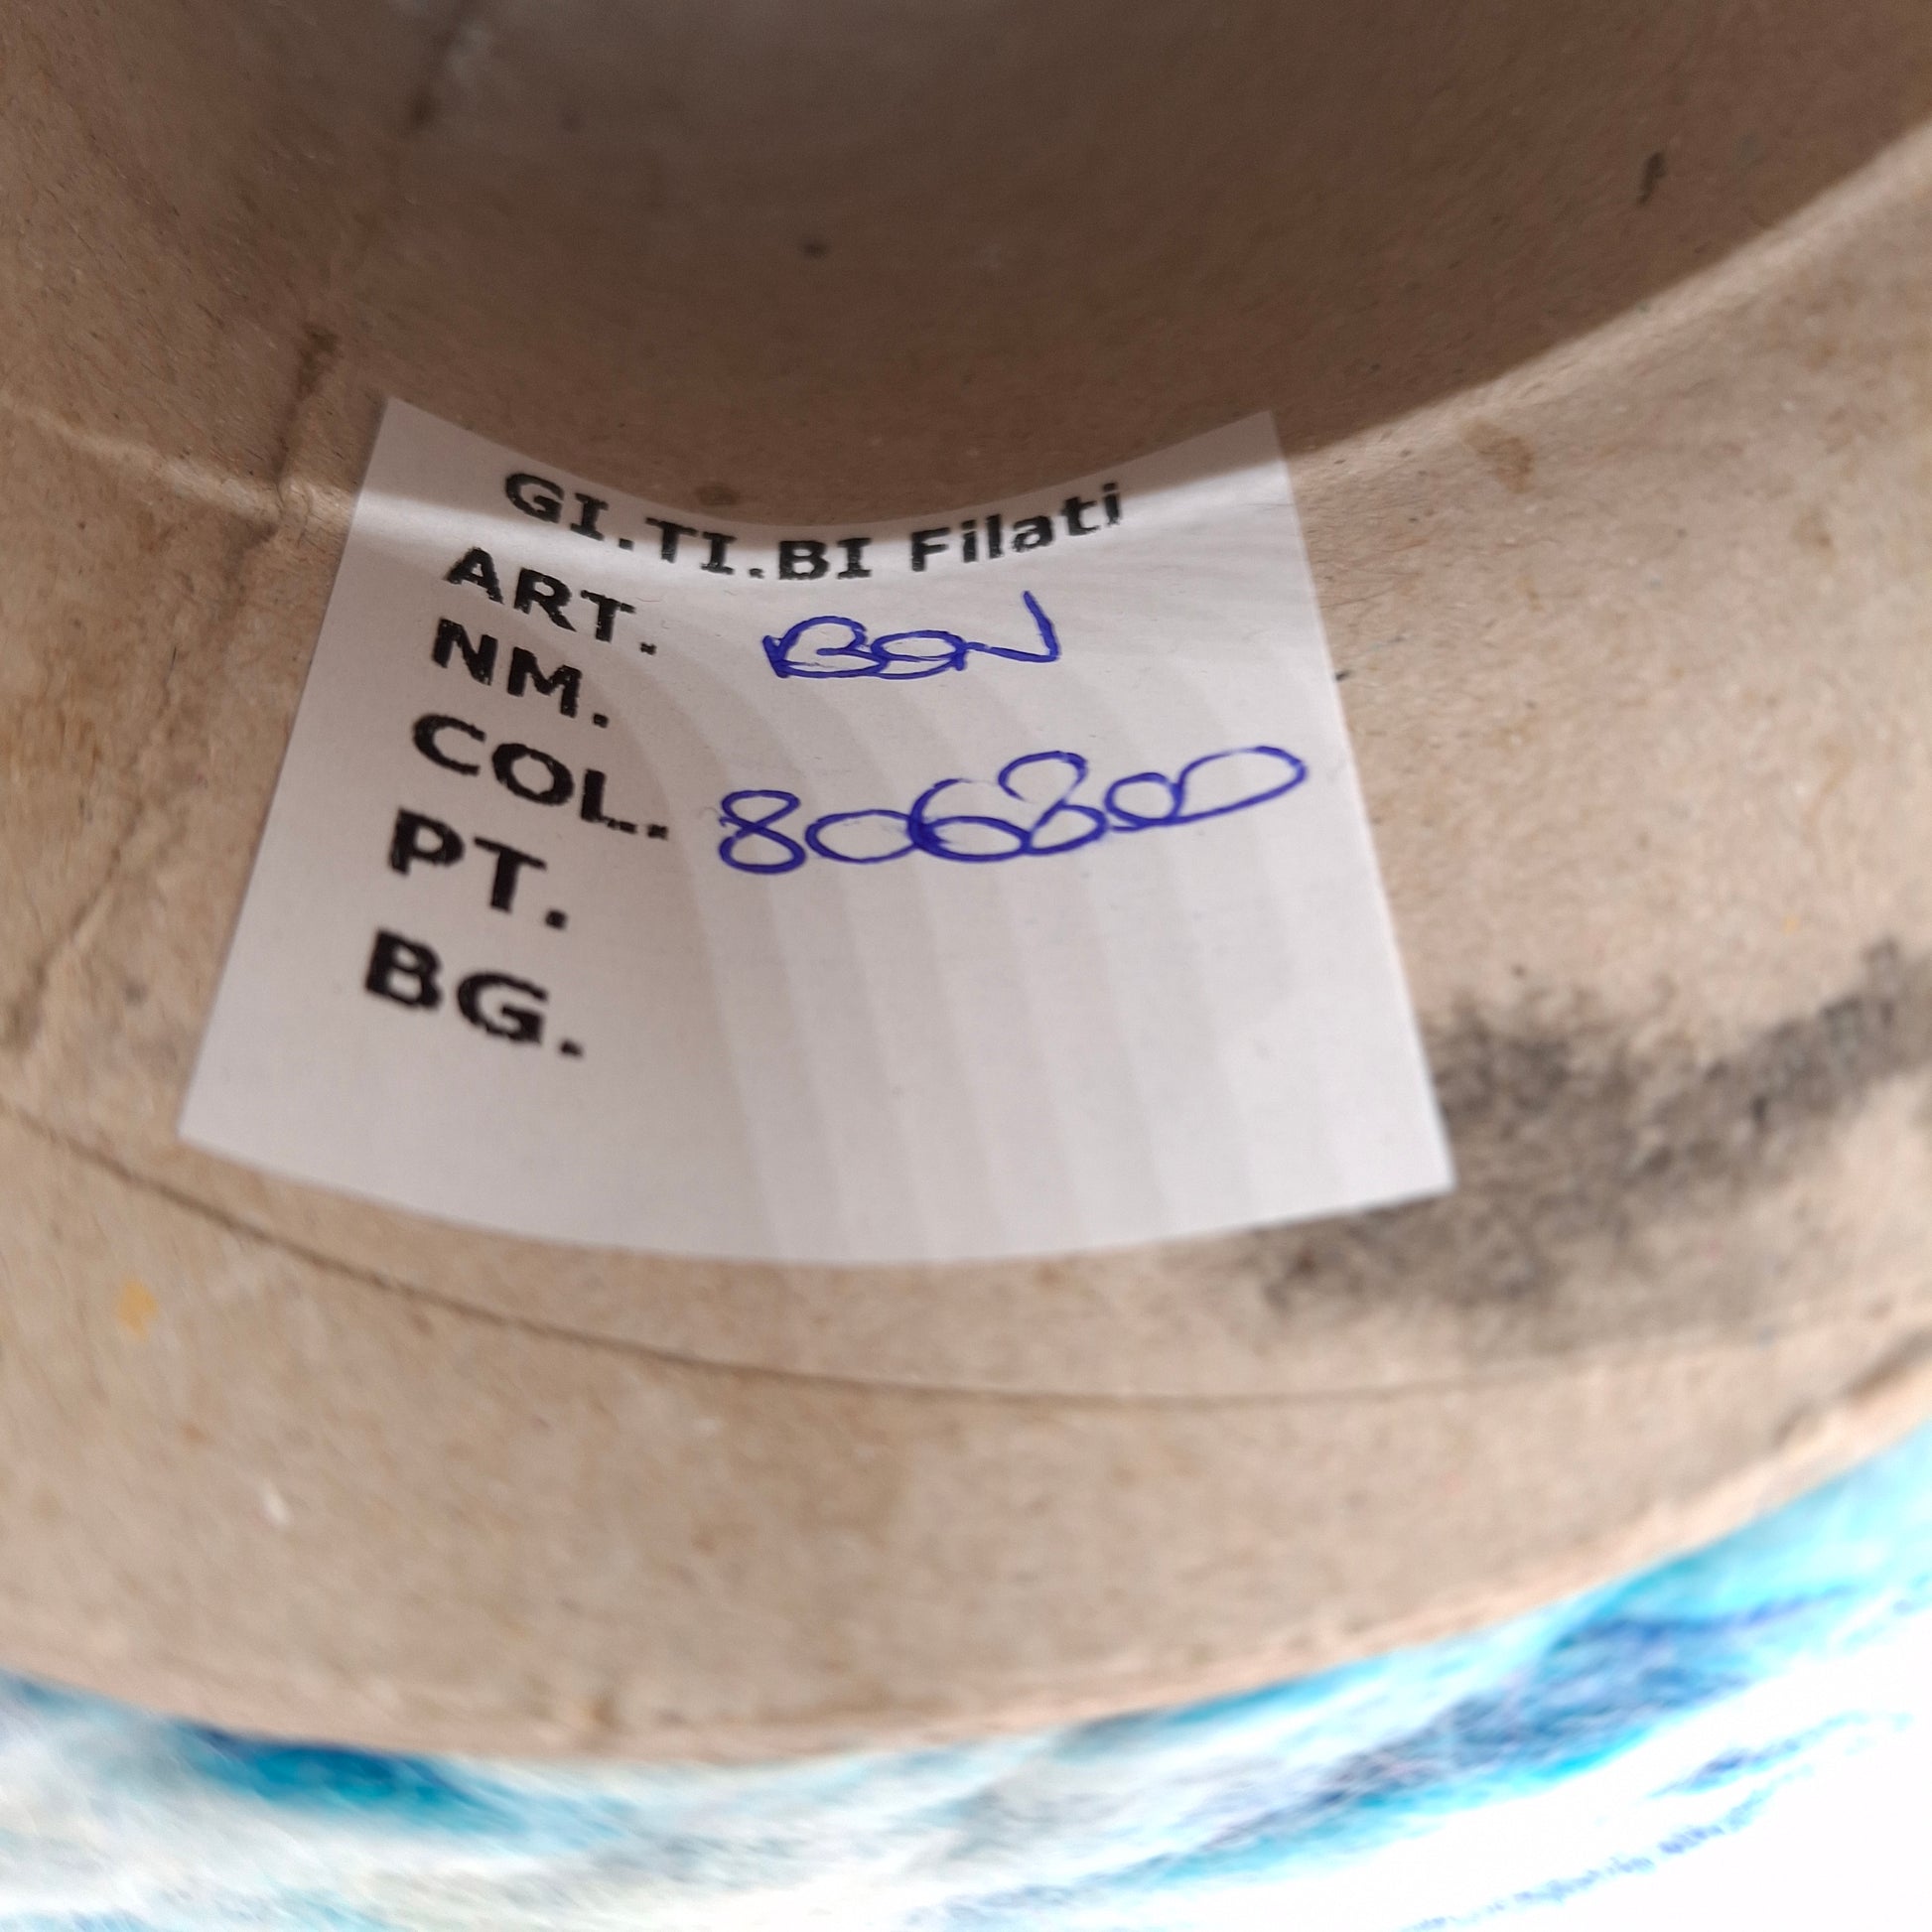 GI.TI.BI Filati
ART. BON
NM.
COL. 806800
PT.
BG.